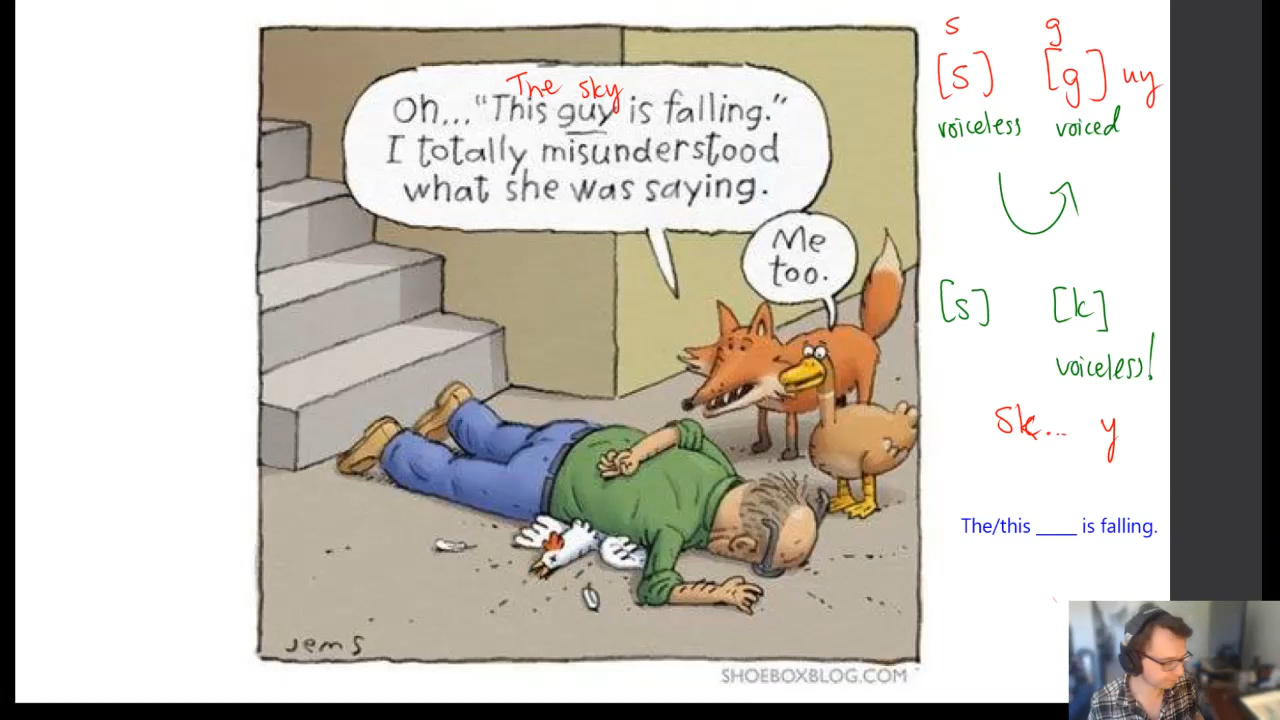 The sky
Oh... "This guy is falling."
I totally misunderstood
what she was saying.
Me
too.
jems
SHOEBOXBLOG.COM
s g
[s] [g] uy
voiceless voiced
[s] [k]
voiceless!
sk... y
The/this ____ is falling.